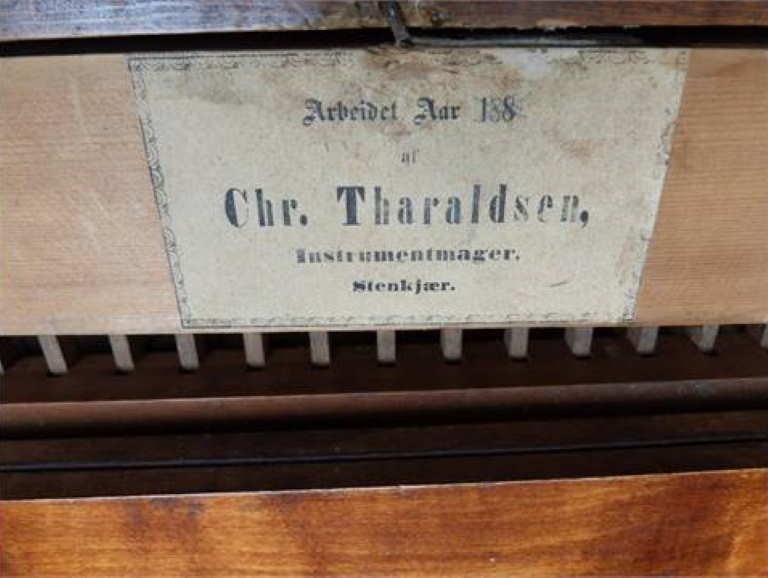 Arbeidet Aar 188
af
Chr. Tharaldsen,
Instrumentmager.
Stenkjær.